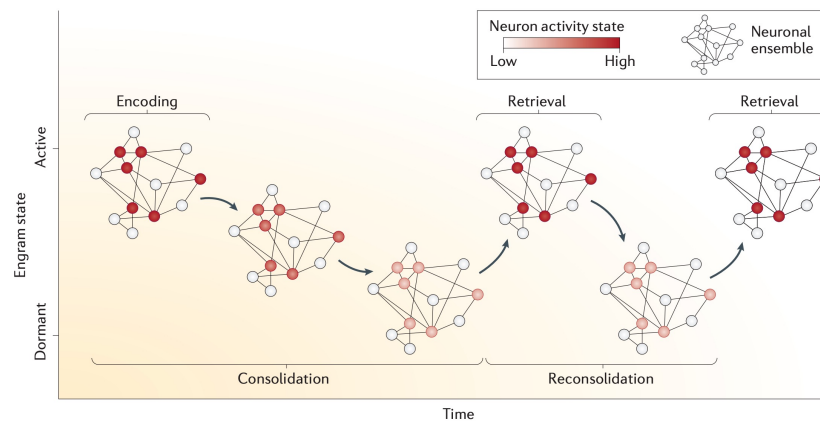 Neuron activity state
Low
High
Neuronal
ensemble
Encoding
Retrieval
Retrieval
Active
Engram state
Dormant
Consolidation
Reconsolidation
Time